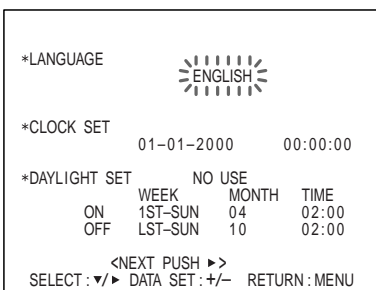 *LANGUAGE
ENGLISH
*CLOCK SET
01–01–2000 00:00:00
*DAYLIGHT SET NO USE
WEEK MONTH TIME
ON 1ST–SUN 04 02:00
OFF LST–SUN 10 02:00
<NEXT PUSH ►>
SELECT : ▼/► DATA SET : +/– RETURN : MENU